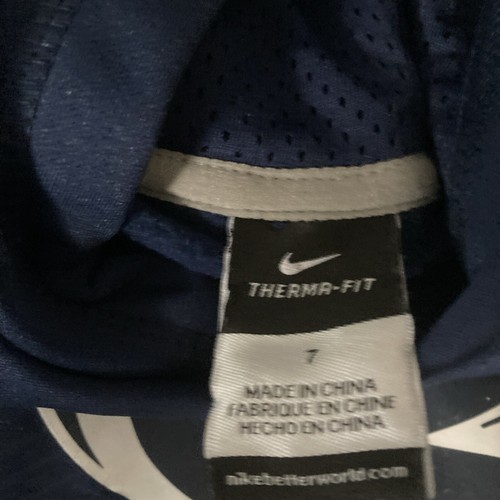 THERMA-FIT
7
MADE IN CHINA
FABRIQUE EN CHINE
HECHO EN CHINA
nikebetterworld.com